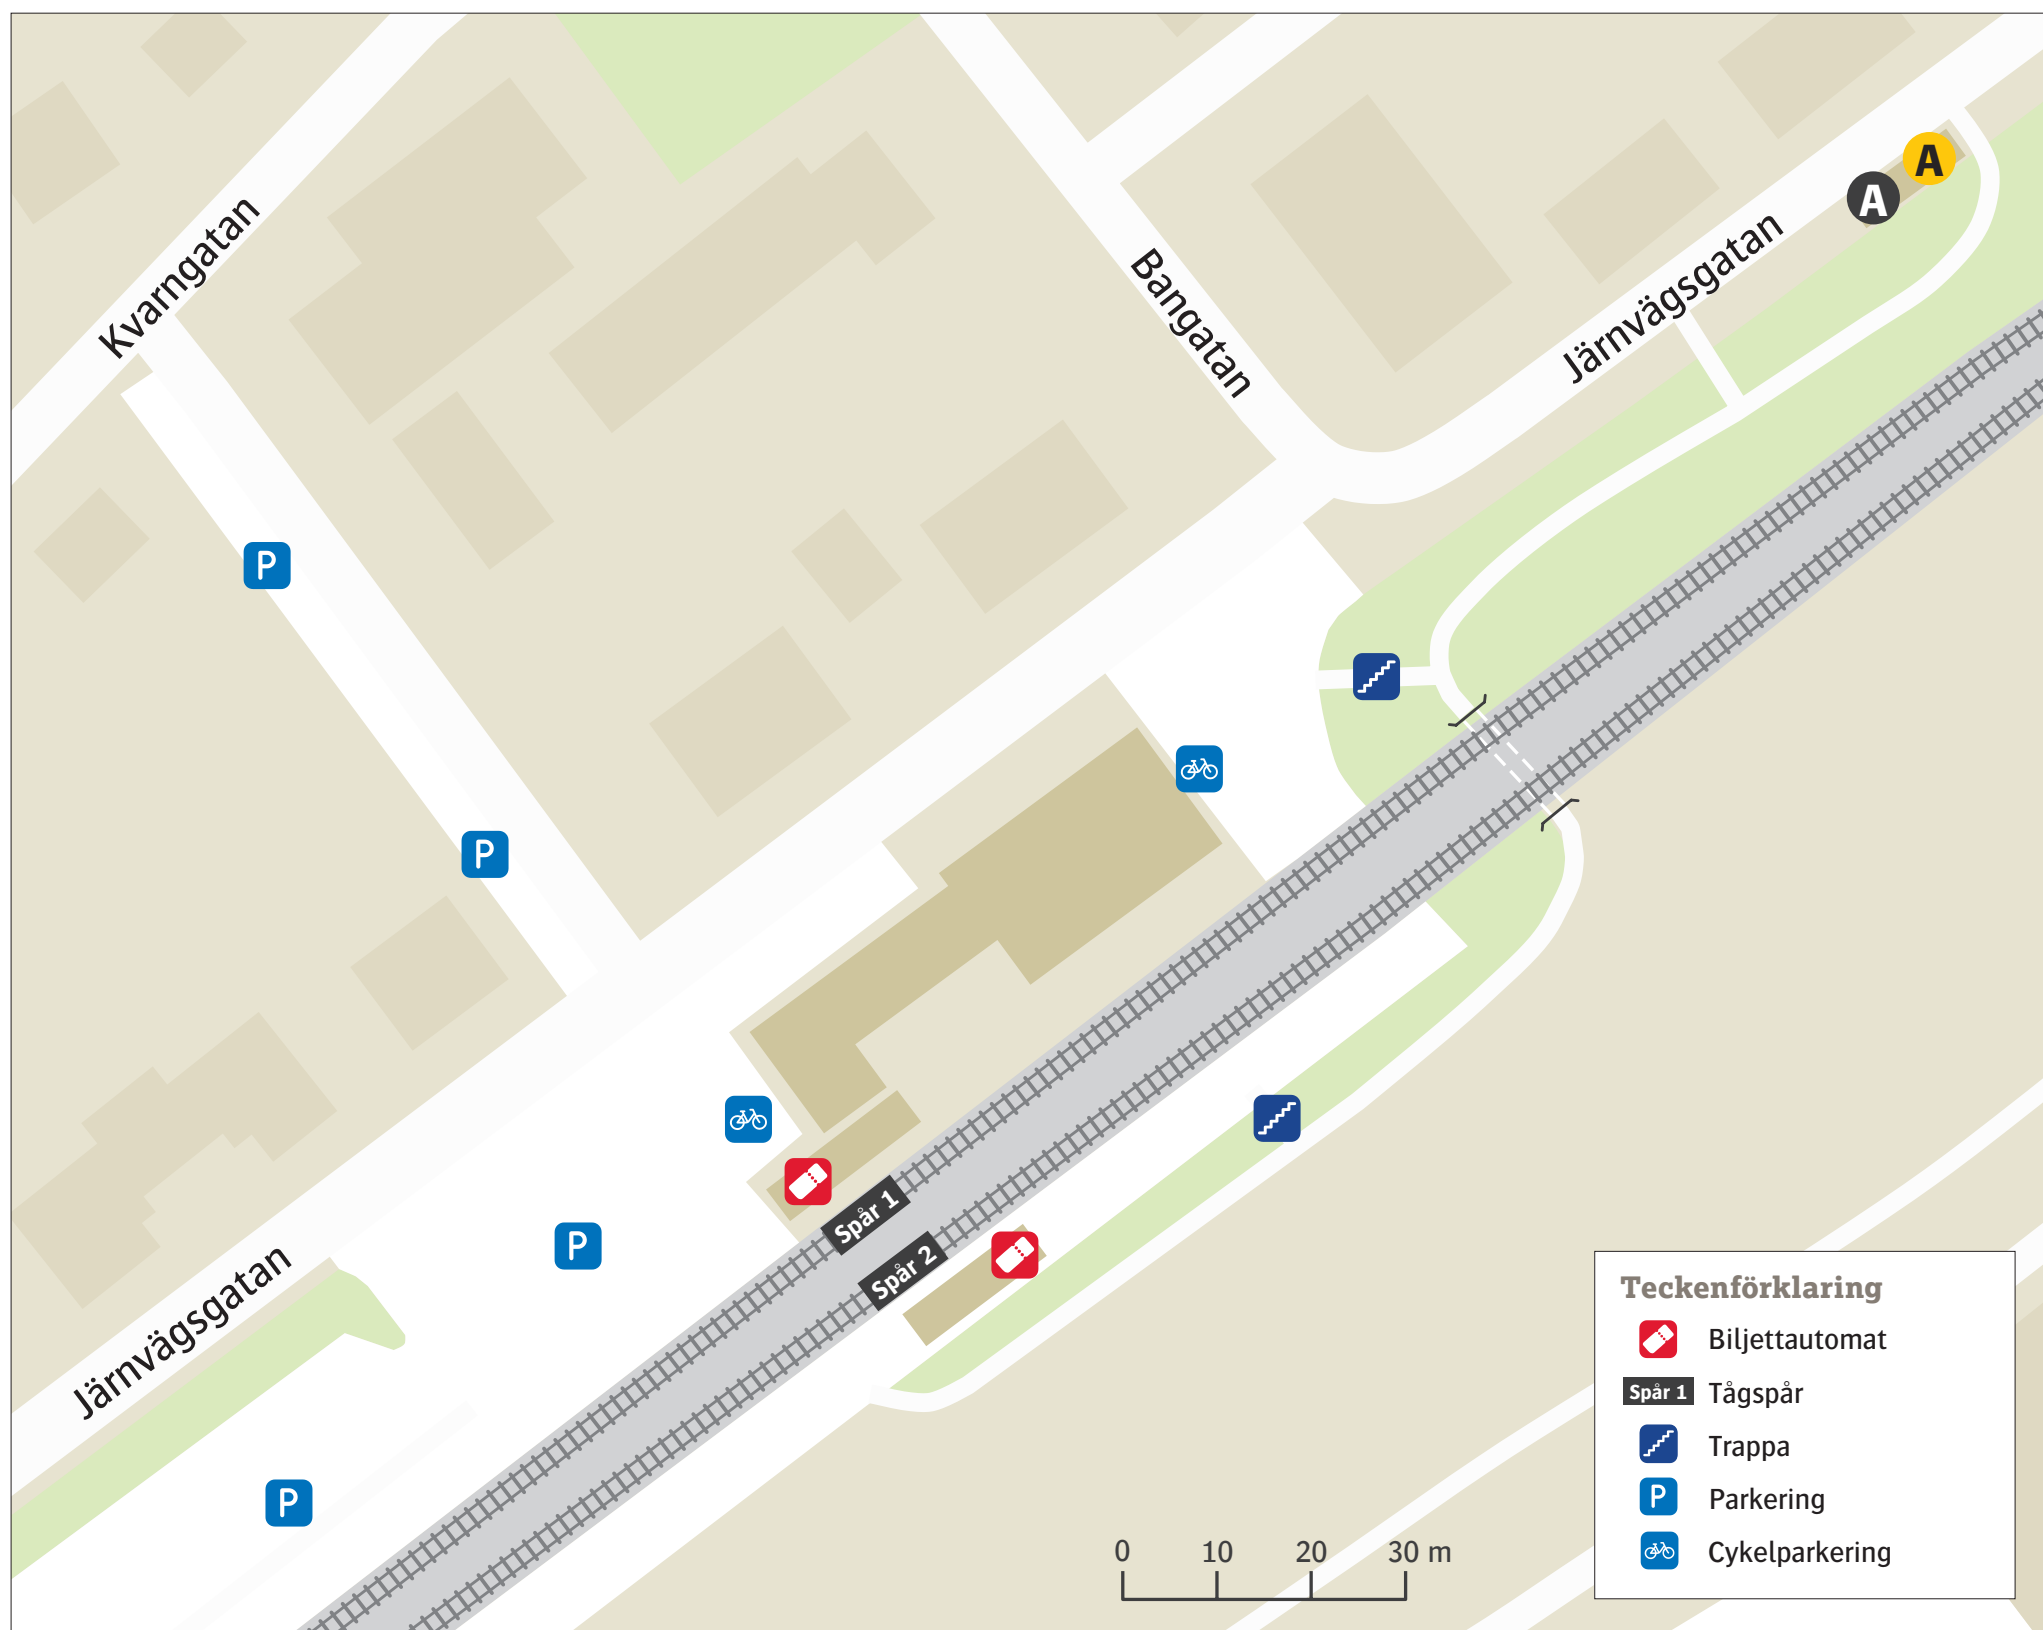 Kvarngatan
Bangatan
Järnvägsgatan
A
A
P
P
P
P
Järnvägsgatan
Spår 1
Spår 2
0 10 20 30 m
Teckenförklaring
Biljettautomat
Spår 1 Tågspår
Trappa
P Parkering
Cykelparkering